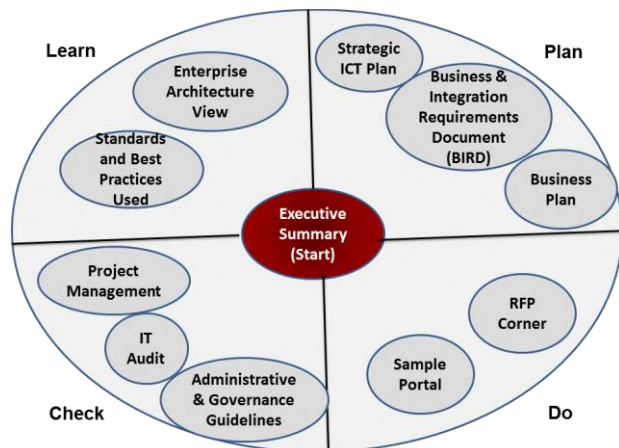 Learn
Plan
Enterprise
Architecture
View
Standards
and Best
Practices
Used
Strategic
ICT Plan
Business &
Integration
Requirements
Document
(BIRD)
Business
Plan
Executive
Summary
(Start)
Project
Management
IT
Audit
Administrative
& Governance
Guidelines
RFP
Corner
Sample
Portal
Check
Do